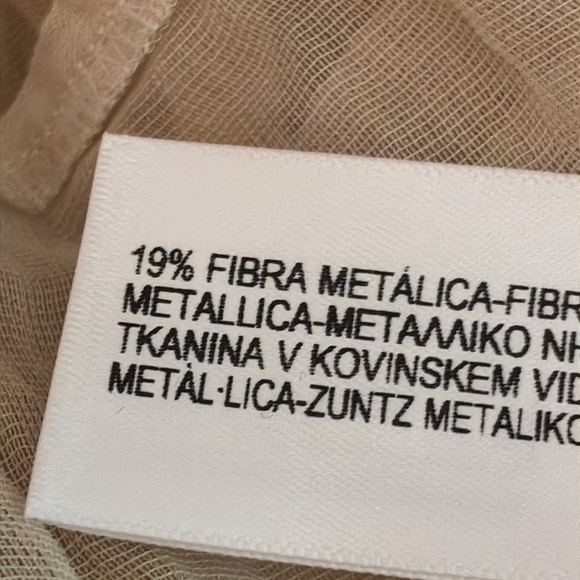 19% FIBRA METÁLICA-FIBR
METALLICA-ΜΕΤΑΛΛΙΚΟ ΝΗ
TKANINA V KOVINSKEM VID
METÀL·LICA-ZUNTZ METALIKO